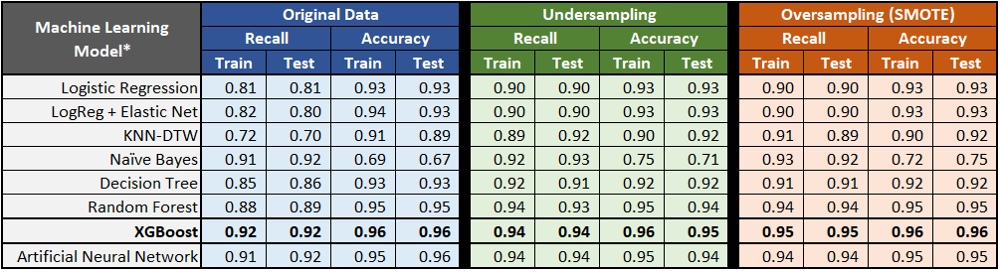 Machine Learning Model* Original Data Undersampling Oversampling (SMOTE)
Recall Accuracy Recall Accuracy Recall Accuracy
Train Test Train Test Train Test Train Test Train Test Train Test
Logistic Regression 0.81 0.81 0.93 0.93 0.90 0.90 0.93 0.93 0.90 0.90 0.93 0.93
LogReg + Elastic Net 0.82 0.80 0.94 0.93 0.90 0.90 0.93 0.93 0.90 0.90 0.93 0.93
KNN-DTW 0.72 0.70 0.91 0.89 0.89 0.92 0.90 0.92 0.91 0.89 0.90 0.92
Naïve Bayes 0.91 0.92 0.69 0.67 0.92 0.93 0.75 0.71 0.93 0.92 0.72 0.75
Decision Tree 0.85 0.86 0.93 0.93 0.92 0.91 0.92 0.92 0.91 0.91 0.92 0.92
Random Forest 0.88 0.89 0.95 0.95 0.94 0.93 0.95 0.94 0.94 0.94 0.95 0.95
XGBoost 0.92 0.92 0.96 0.96 0.94 0.94 0.96 0.95 0.95 0.95 0.96 0.96
Artificial Neural Network 0.91 0.92 0.95 0.96 0.94 0.94 0.95 0.94 0.94 0.94 0.95 0.95